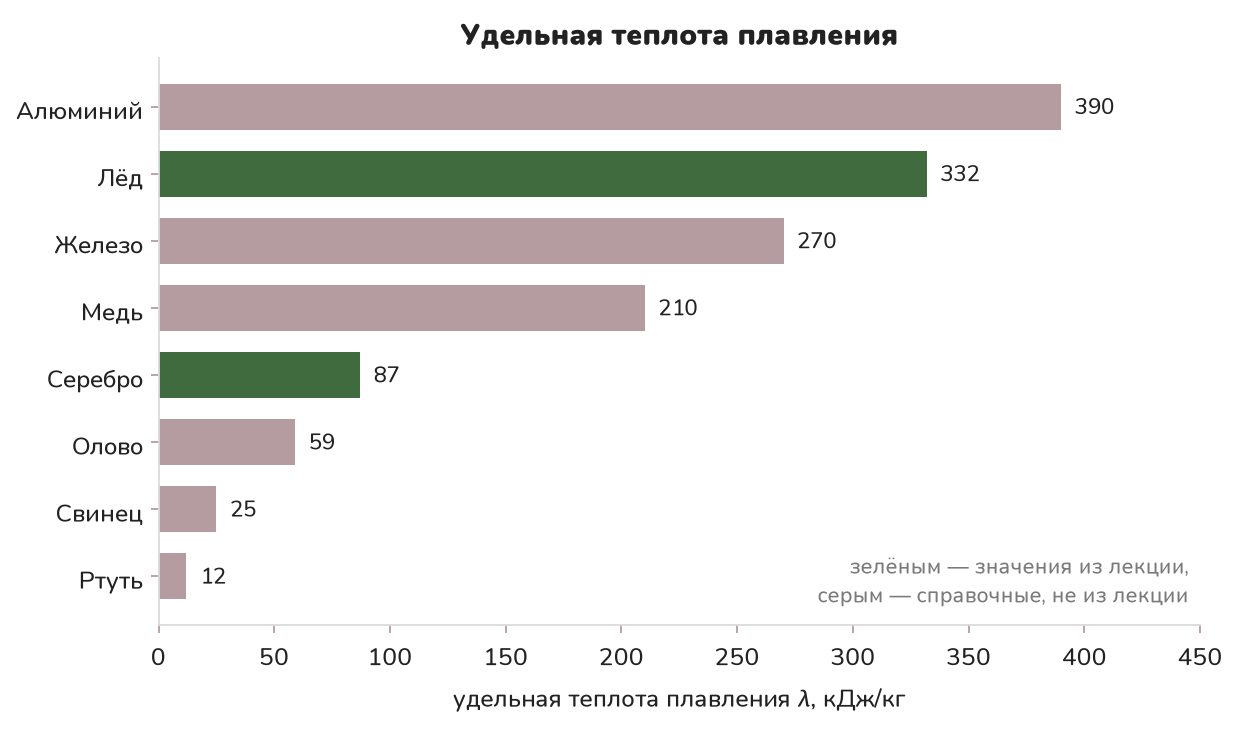 Удельная теплота плавления
Алюминий 390
Лёд 332
Железо 270
Медь 210
Серебро 87
Олово 59
Свинец 25
Ртуть 12
зелёным — значения из лекции,
серым — справочные, не из лекции
0 50 100 150 200 250 300 350 400 450
удельная теплота плавления λ, кДж/кг